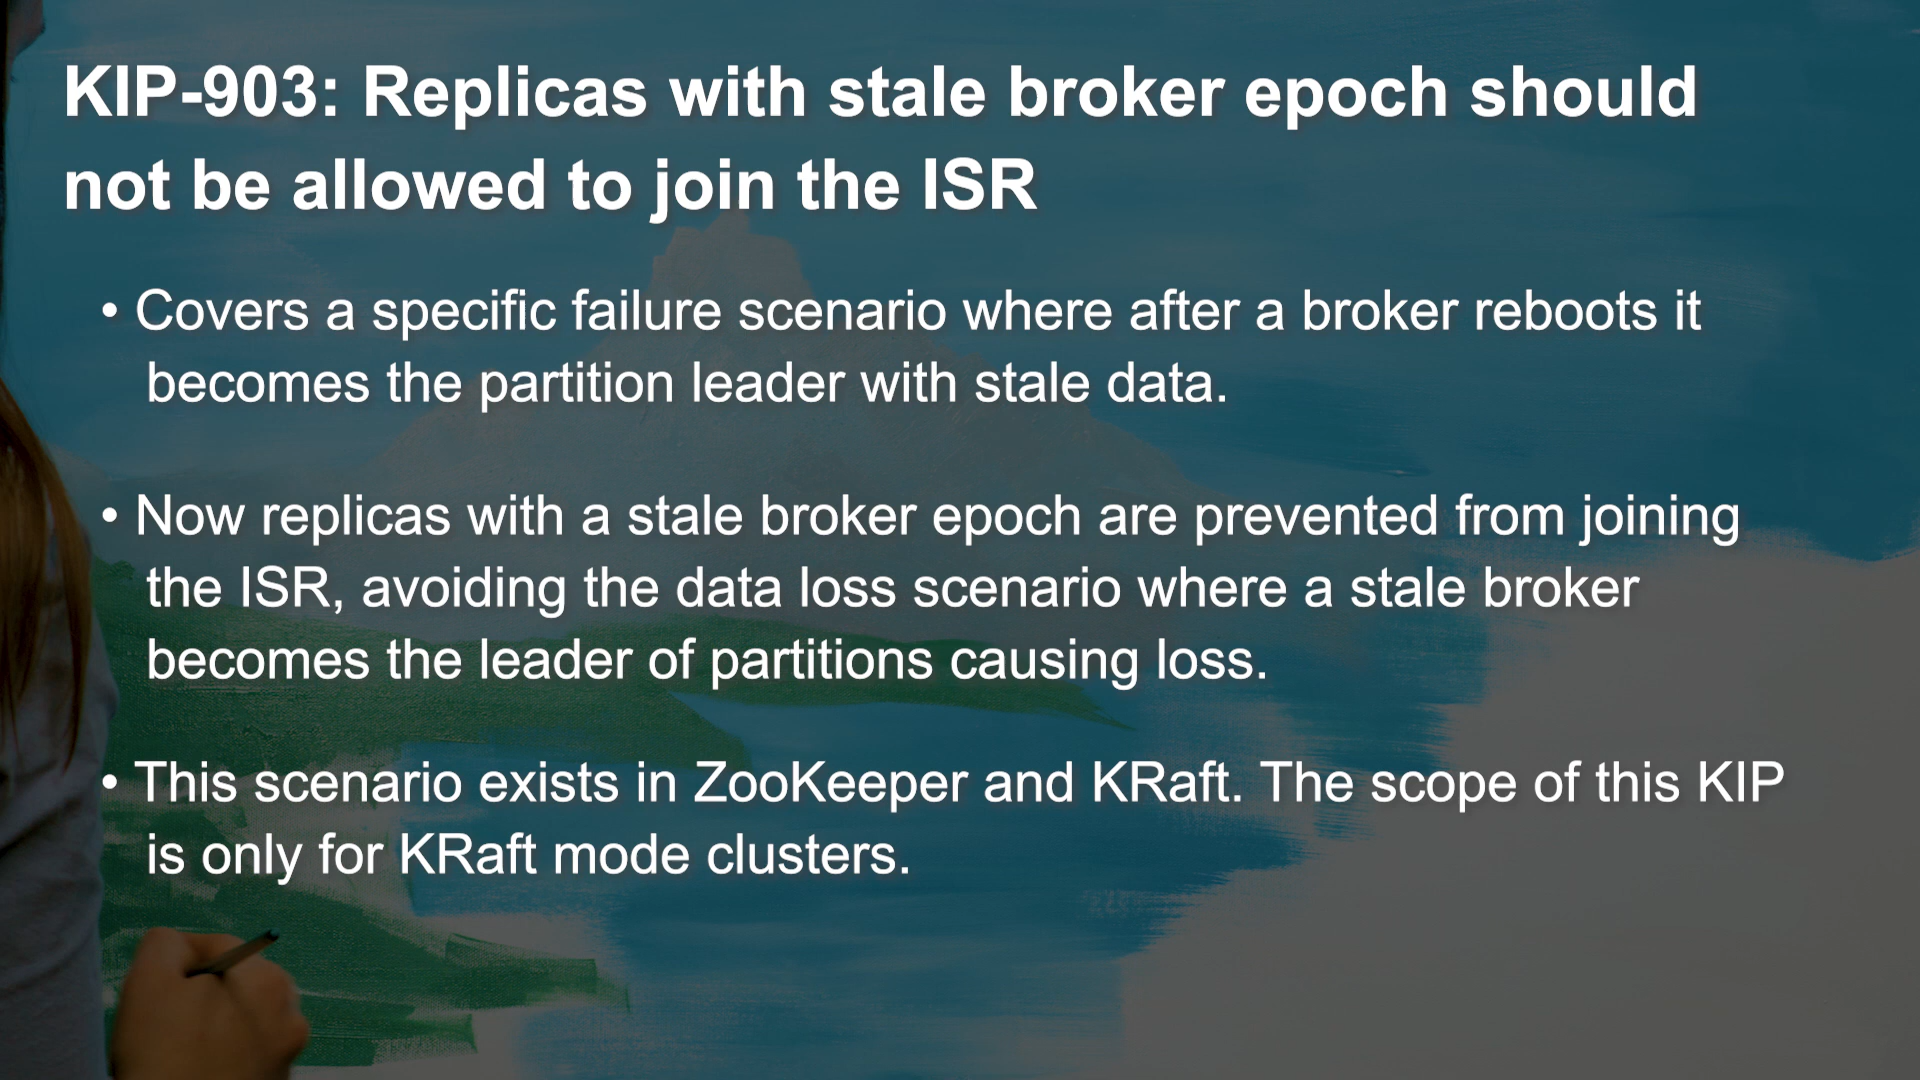 KIP-903: Replicas with stale broker epoch should
not be allowed to join the ISR
• Covers a specific failure scenario where after a broker reboots it
becomes the partition leader with stale data.
• Now replicas with a stale broker epoch are prevented from joining
the ISR, avoiding the data loss scenario where a stale broker
becomes the leader of partitions causing loss.
• This scenario exists in ZooKeeper and KRaft. The scope of this KIP
is only for KRaft mode clusters.